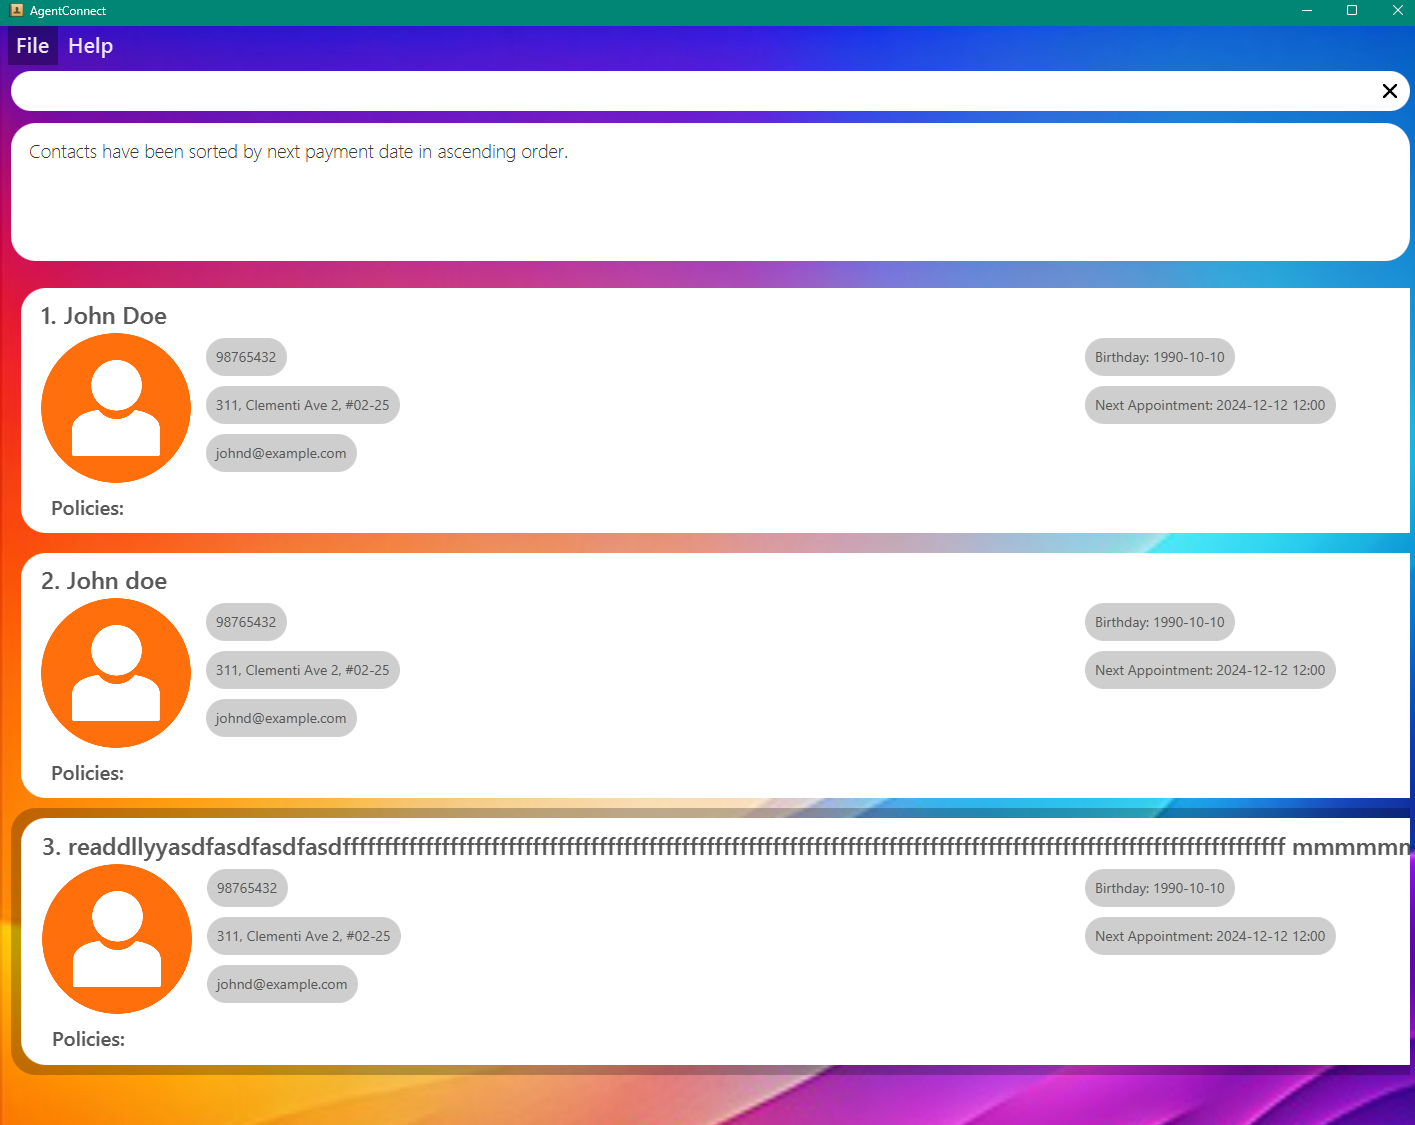 AgentConnect
File Help
Contacts have been sorted by next payment date in ascending order.
1. John Doe
98765432
Birthday: 1990-10-10
311, Clementi Ave 2, #02-25
Next Appointment: 2024-12-12 12:00
johnd@example.com
Policies:
2. John doe
98765432
Birthday: 1990-10-10
311, Clementi Ave 2, #02-25
Next Appointment: 2024-12-12 12:00
johnd@example.com
Policies:
3.
98765432
Birthday: 1990-10-10
311, Clementi Ave 2, #02-25
Next Appointment: 2024-12-12 12:00
johnd@example.com
Policies: